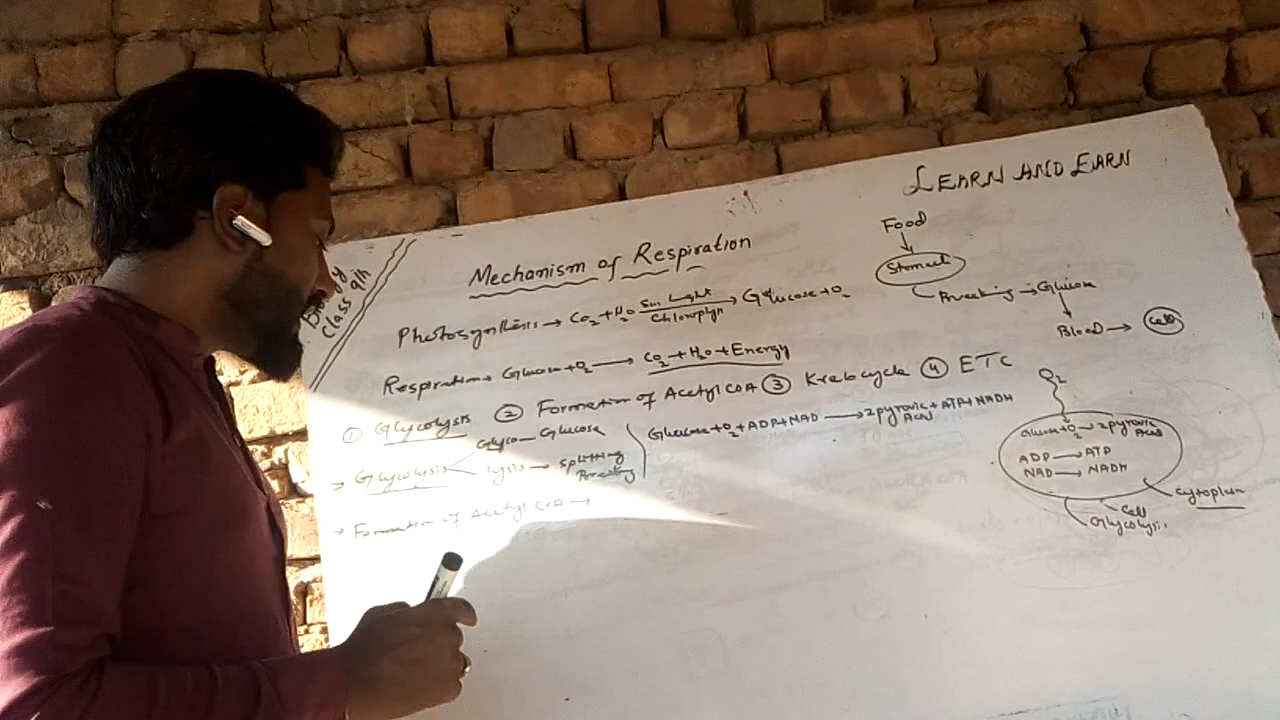 LEARN AND EARN
Biology
Class 9th
Mechanism of Respiration
Photosynthesis → CO2 + H2O Sun Light → Glucose + O2
Chlorophyll
Respiration → Glucose + O2 → CO2 + H2O + Energy
① Glycolysis ② Formation of Acetyl CoA ③ Kreb cycle ④ ETC
→ Glycolysis
Glyco — Glucose
lysis → Splitting
Breaking
Glucose + O2 + ADP + NAD → 2 pyruvic + ATP + NADH
Acid
→ Formation of Acetyl CoA →
Food
Stomach
Breaking → Glucose
Blood → Cell
O2
Glucose + O2 → 2 pyruvic
Acid
ADP → ATP
NAD → NADH
Cytoplasm
Cell
Glycolysis